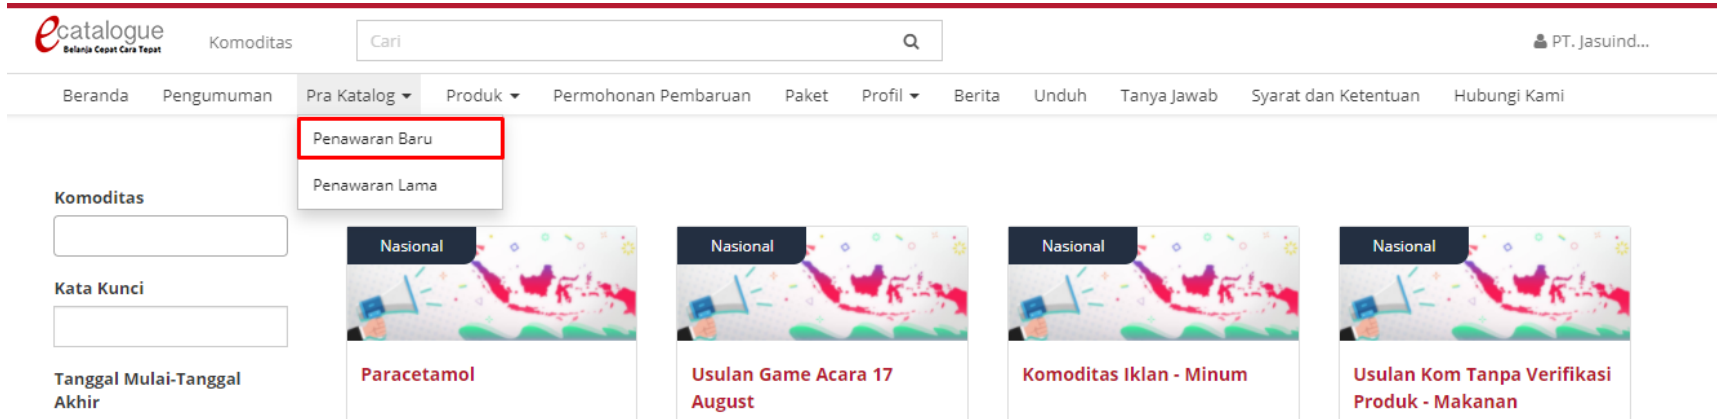 ecatalogue
Belanja Cepat Cara Tepat
Komoditas
Cari
PT. Jasuind...
Beranda Pengumuman Pra Katalog Produk Permohonan Pembaruan Paket Profil Berita Unduh Tanya Jawab Syarat dan Ketentuan Hubungi Kami
Penawaran Baru
Penawaran Lama
Komoditas
Kata Kunci
Tanggal Mulai-Tanggal
Akhir
Nasional
Paracetamol
Nasional
Usulan Game Acara 17
August
Nasional
Komoditas Iklan - Minum
Nasional
Usulan Kom Tanpa Verifikasi
Produk - Makanan